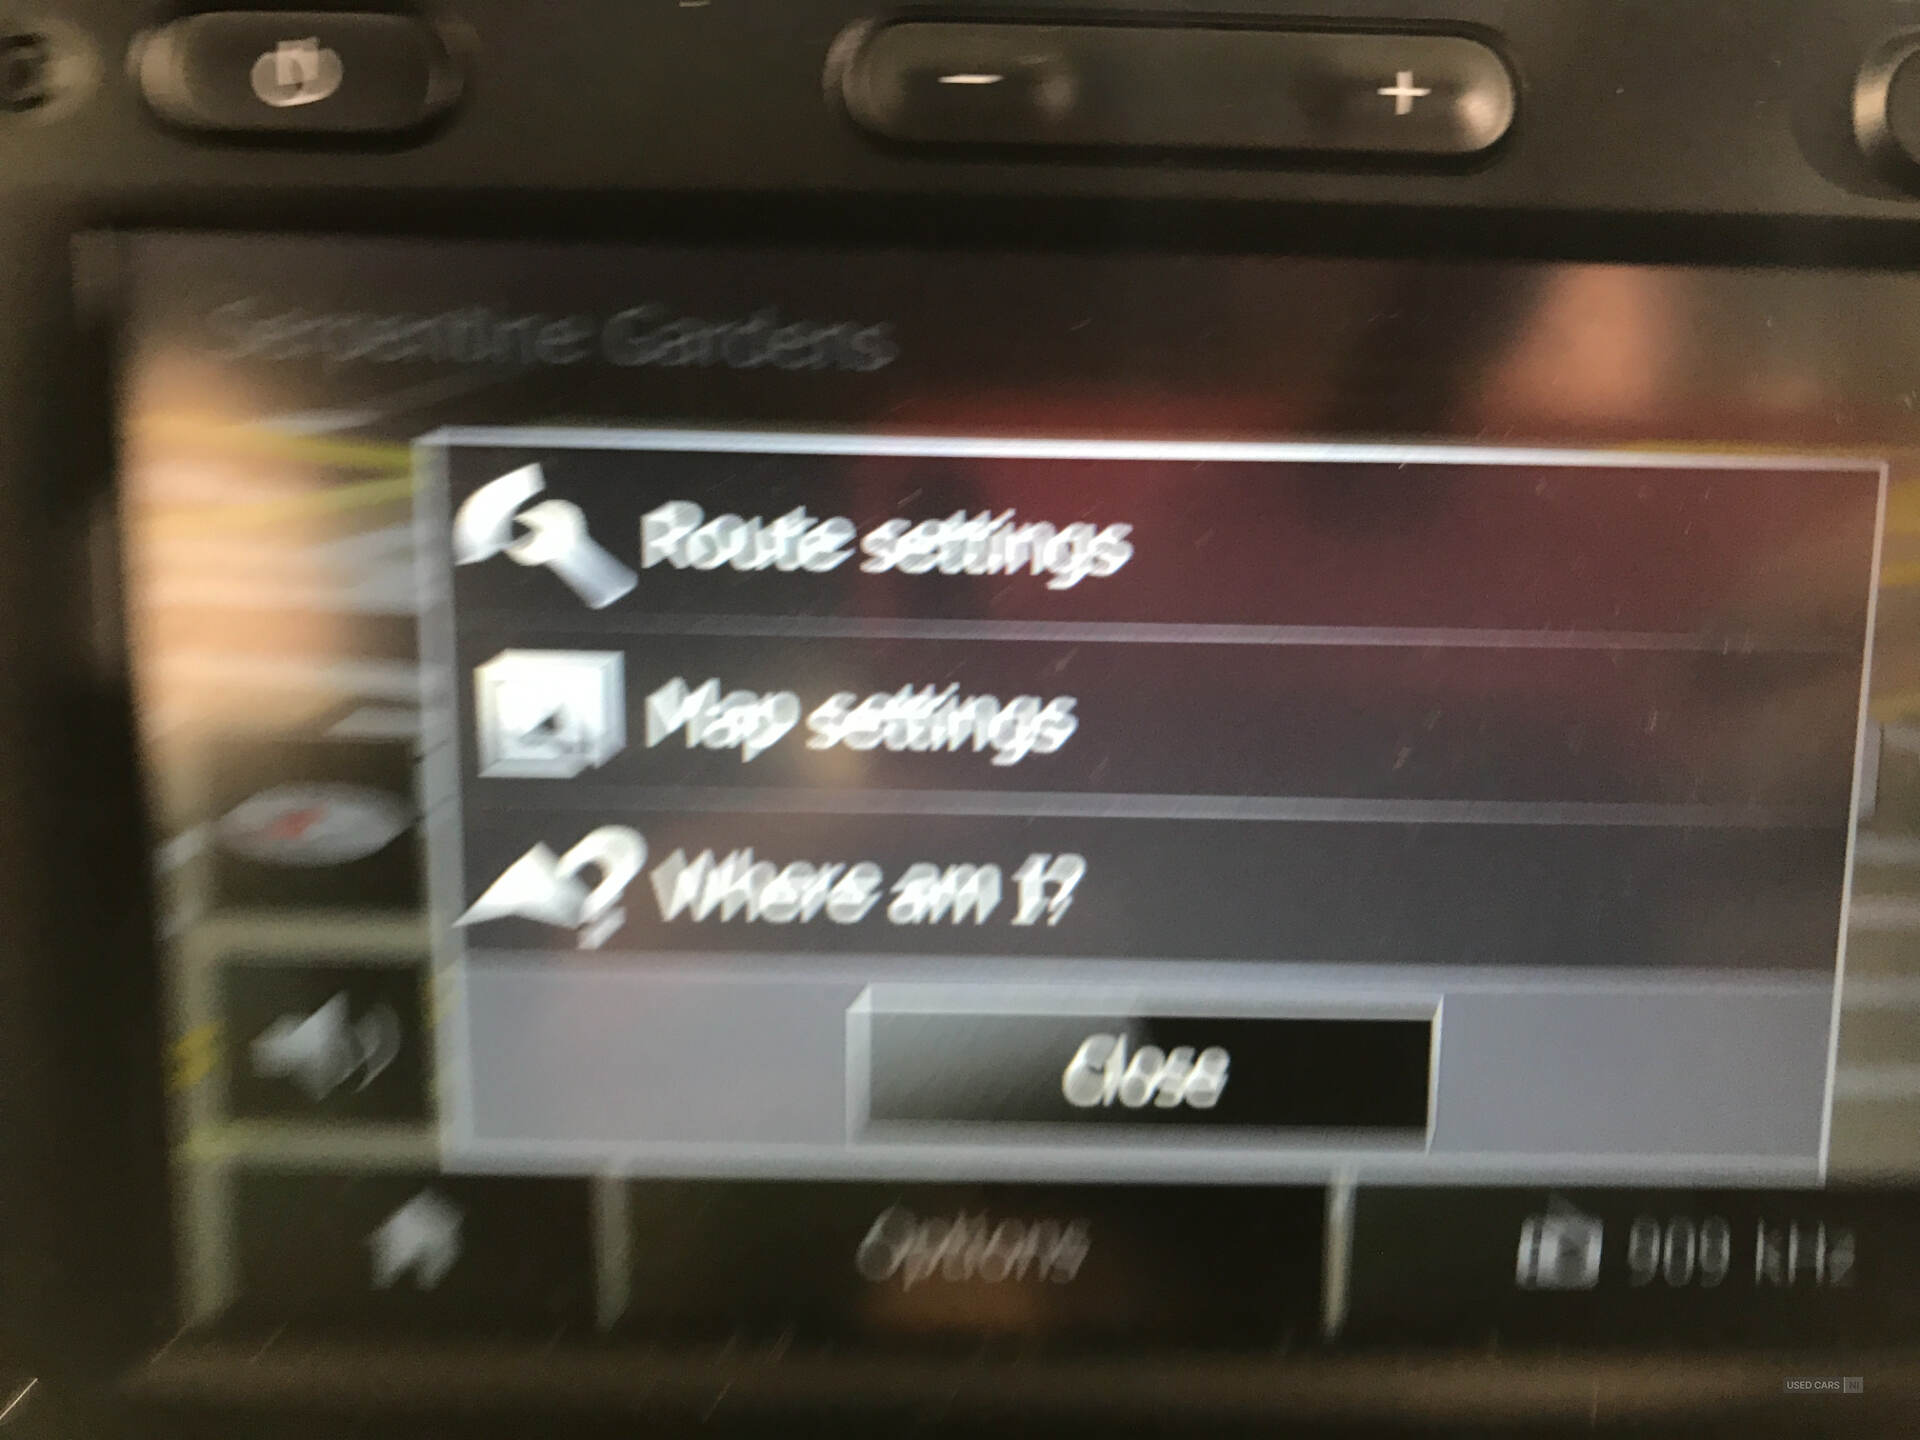 Serpentine Gardens
Route settings
Map settings
Where am I?
Close
Options
909 kHz
USED CARS NI